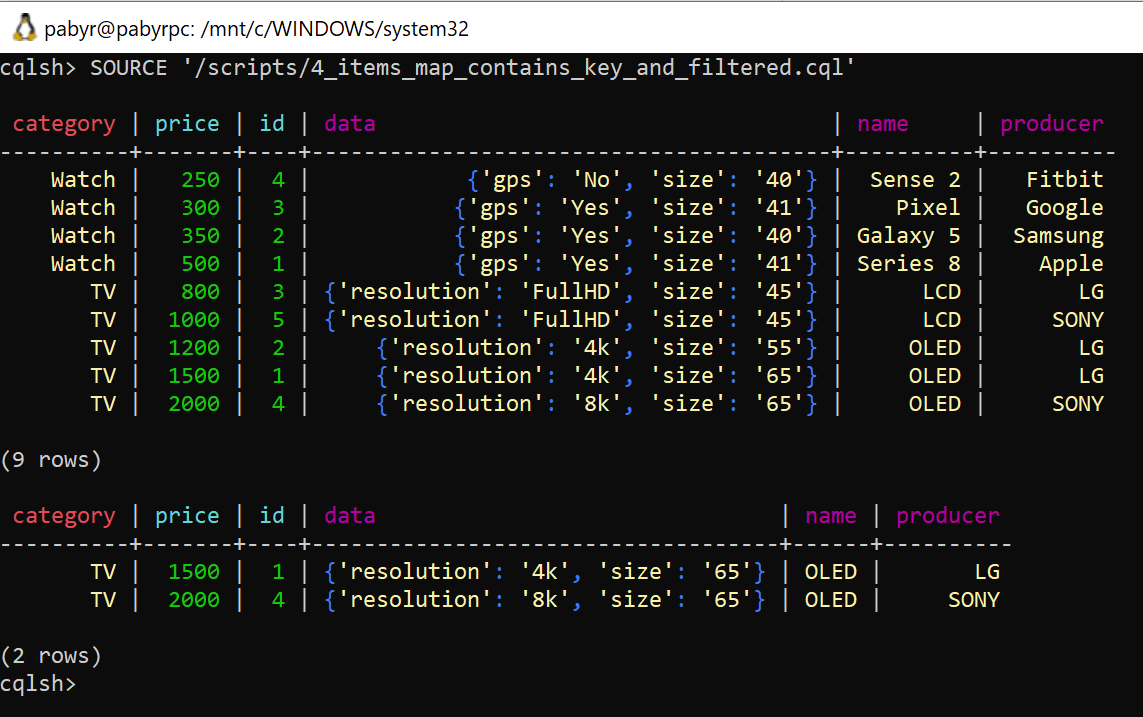 pabyr@pabyrpc: /mnt/c/WINDOWS/system32
cqlsh> SOURCE '/scripts/4_items_map_contains_key_and_filtered.cql'
 category | price | id | data                                    | name     | producer
----------+-------+----+-----------------------------------------+----------+----------
    Watch |   250 |  4 |             {'gps': 'No', 'size': '40'} |  Sense 2 |   Fitbit
    Watch |   300 |  3 |            {'gps': 'Yes', 'size': '41'} |    Pixel |   Google
    Watch |   350 |  2 |            {'gps': 'Yes', 'size': '40'} | Galaxy 5 |  Samsung
    Watch |   500 |  1 |            {'gps': 'Yes', 'size': '41'} | Series 8 |    Apple
       TV |   800 |  3 | {'resolution': 'FullHD', 'size': '45'} |      LCD |       LG
       TV |  1000 |  5 | {'resolution': 'FullHD', 'size': '45'} |      LCD |     SONY
       TV |  1200 |  2 |     {'resolution': '4k', 'size': '55'} |     OLED |       LG
       TV |  1500 |  1 |     {'resolution': '4k', 'size': '65'} |     OLED |       LG
       TV |  2000 |  4 |     {'resolution': '8k', 'size': '65'} |     OLED |     SONY
(9 rows)
 category | price | id | data                               | name | producer
----------+-------+----+------------------------------------+------+----------
       TV |  1500 |  1 | {'resolution': '4k', 'size': '65'} | OLED |       LG
       TV |  2000 |  4 | {'resolution': '8k', 'size': '65'} | OLED |     SONY
(2 rows)
cqlsh>